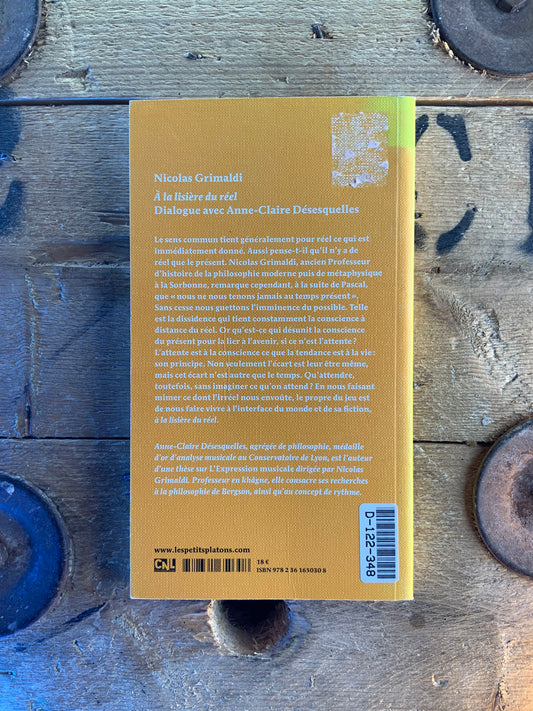 Nicolas Grimaldi
À la lisière du réel
Dialogue avec Anne-Claire Désesquelles
Le sens commun tient généralement pour réel ce qui est
immédiatement donné. Aussi pense-t-il qu'il n'y a de
réel que le présent. Nicolas Grimaldi, ancien Professeur
d'histoire de la philosophie moderne puis de métaphysique
à la Sorbonne, remarque cependant, à la suite de Pascal,
que « nous ne nous tenons jamais au temps présent ».
Sans cesse nous guettons l'imminence du possible. Telle
est la dissidence qui tient constamment la conscience à
distance du réel. Or qu'est-ce qui désunit la conscience
du présent pour la lier à l'avenir, si ce n'est l'attente ?
L'attente est à la conscience ce que la tendance est à la vie :
son principe. Non seulement l'écart est leur être même,
mais cet écart n'est autre que le temps. Qu'attendre,
toutefois, sans imaginer ce qu'on attend ? En nous faisant
mimer ce dont l'irréel nous envoûte, le propre du jeu est
de nous faire vivre à l'interface du monde et de sa fiction,
à la lisière du réel.
Anne-Claire Désesquelles, agrégée de philosophie, médaille
d'or d'analyse musicale au Conservatoire de Lyon, est l'auteur
d'une thèse sur L'Expression musicale dirigée par Nicolas
Grimaldi. Professeur en khâgne, elle consacre ses recherches
à la philosophie de Bergson, ainsi qu'au concept de rythme.
www.lespetitsplatons.com
CNL
18 €
ISBN 978 2 36 165030 8
D-122-348